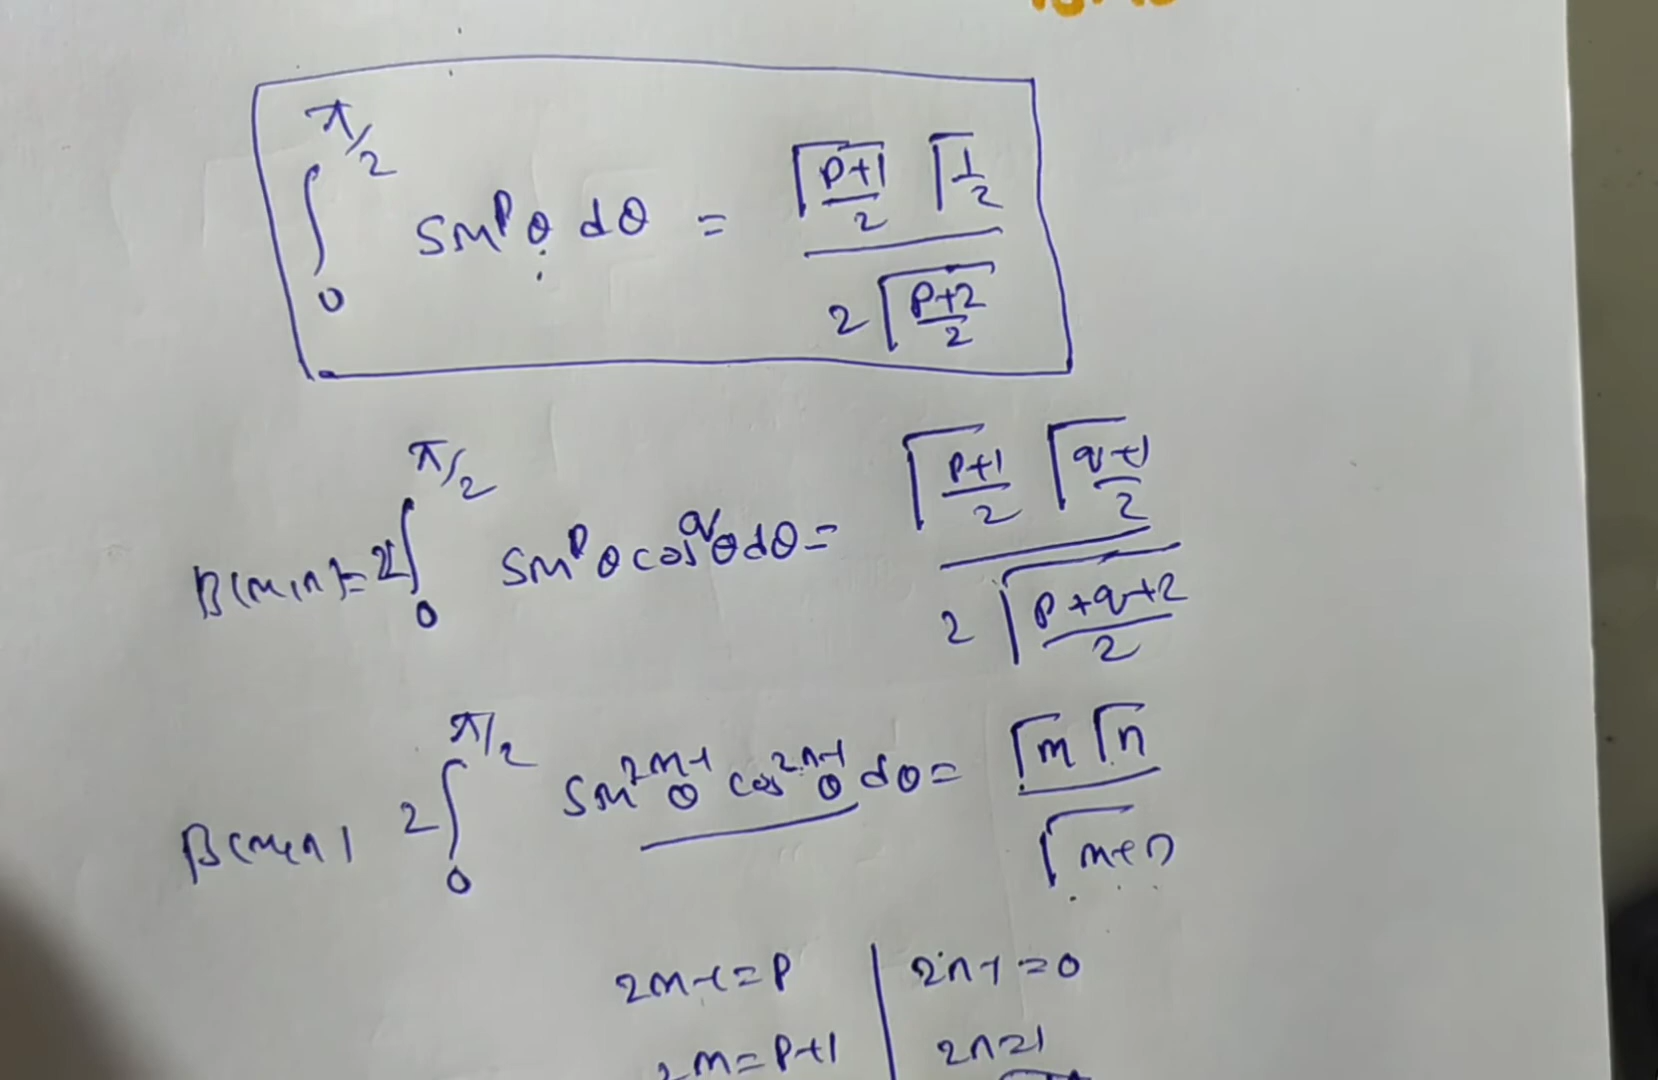 ∫₀^{π/2} sin^p θ dθ = Γ((p+1)/2) Γ(1/2) / 2Γ((p+2)/2)
β(m,n) = 2∫₀^{π/2} sin^p θ cos^q θ dθ = Γ((p+1)/2) Γ((q+1)/2) / 2Γ((p+q+2)/2)
β(m,n) 2∫₀^{π/2} sin^{2m-1} θ cos^{2n-1} θ dθ = Γm Γn / Γ(m+n)
2m-1=p | 2n-1=0
2m=p+1 | 2n=1